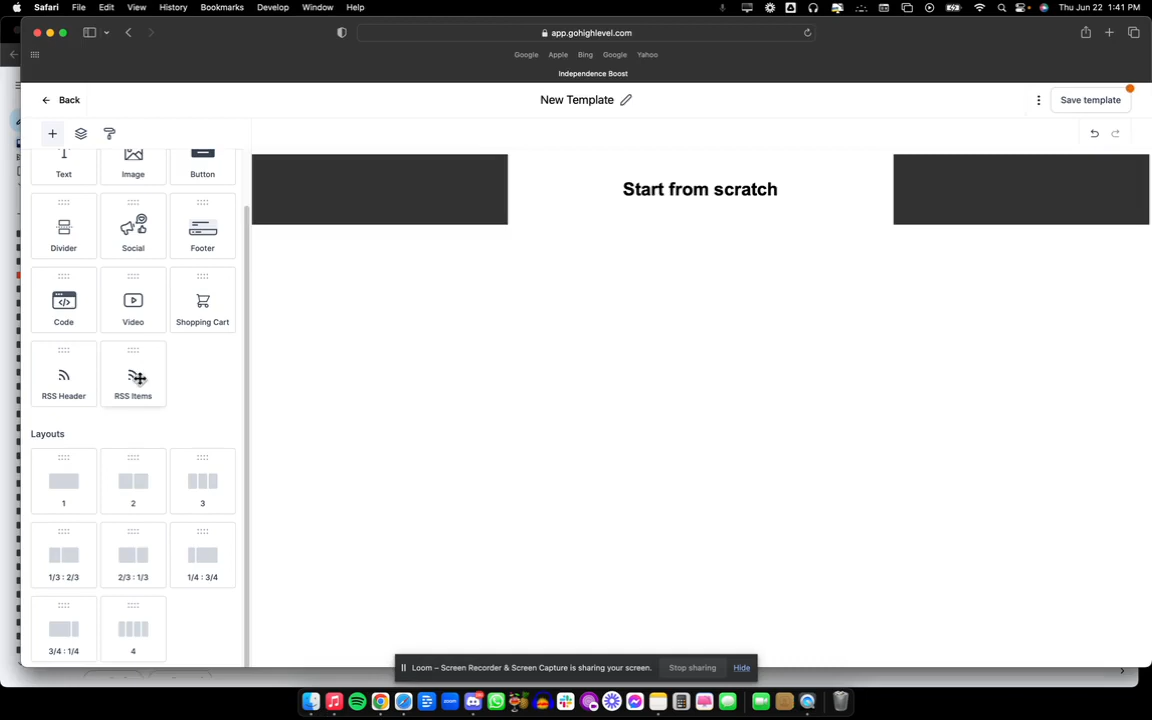 Safari File Edit View History Bookmarks Develop Window Help Thu Jun 22 1:41 PM
app.gohighlevel.com
Google Apple Bing Google Yahoo
Independence Boost
Back New Template Save template
Text Image Button
Start from scratch
Divider Social Footer
Code Video Shopping Cart
RSS Header RSS Items
Layouts
1 2 3
1/3 : 2/3 2/3 : 1/3 1/4 : 3/4
3/4 : 1/4 4
Loom – Screen Recorder & Screen Capture is sharing your screen. Stop sharing Hide